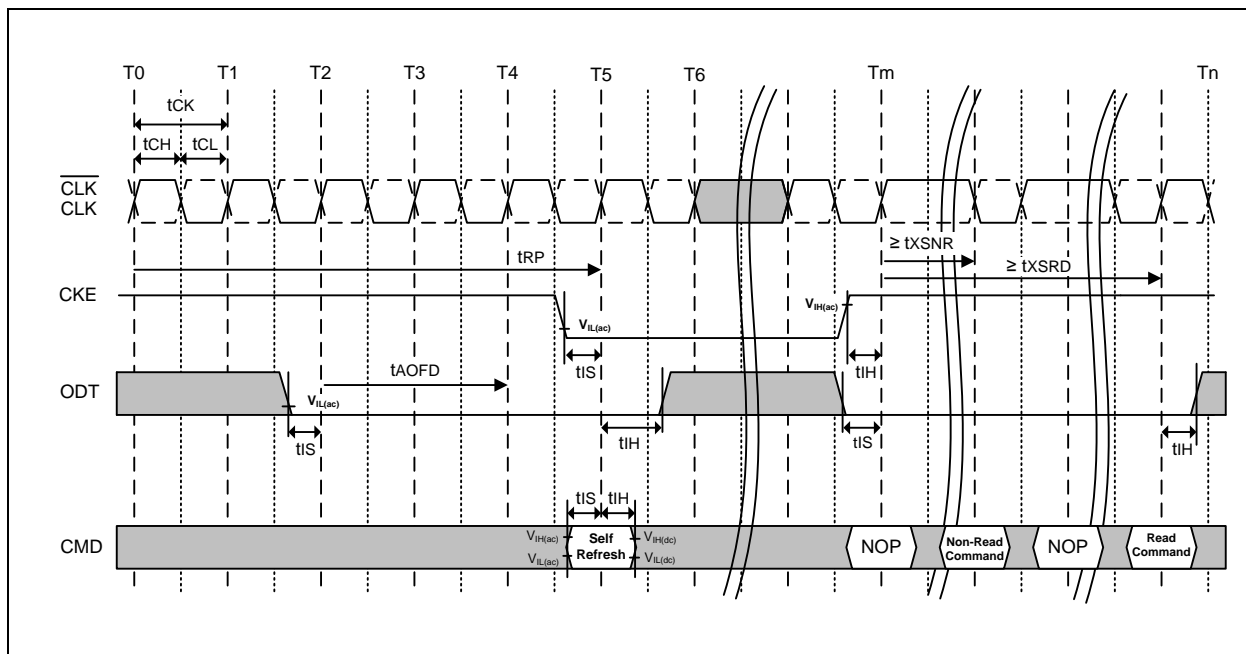 T0 T1 T2 T3 T4 T5 T6 Tm Tn
tCK
tCH tCL
CLK
CLK
≥ tXSNR
tRP
≥ tXSRD
CKE
VIH(ac)
VIL(ac)
tIS
tAOFD
tIH
ODT
VIL(ac)
tIS
tIH
tIS
tIH
tIS tIH
VIH(ac) Self VIH(dc)
CMD
NOP
Non-Read
NOP
Read
VIL(ac) Refresh VIL(dc)
Command
Command